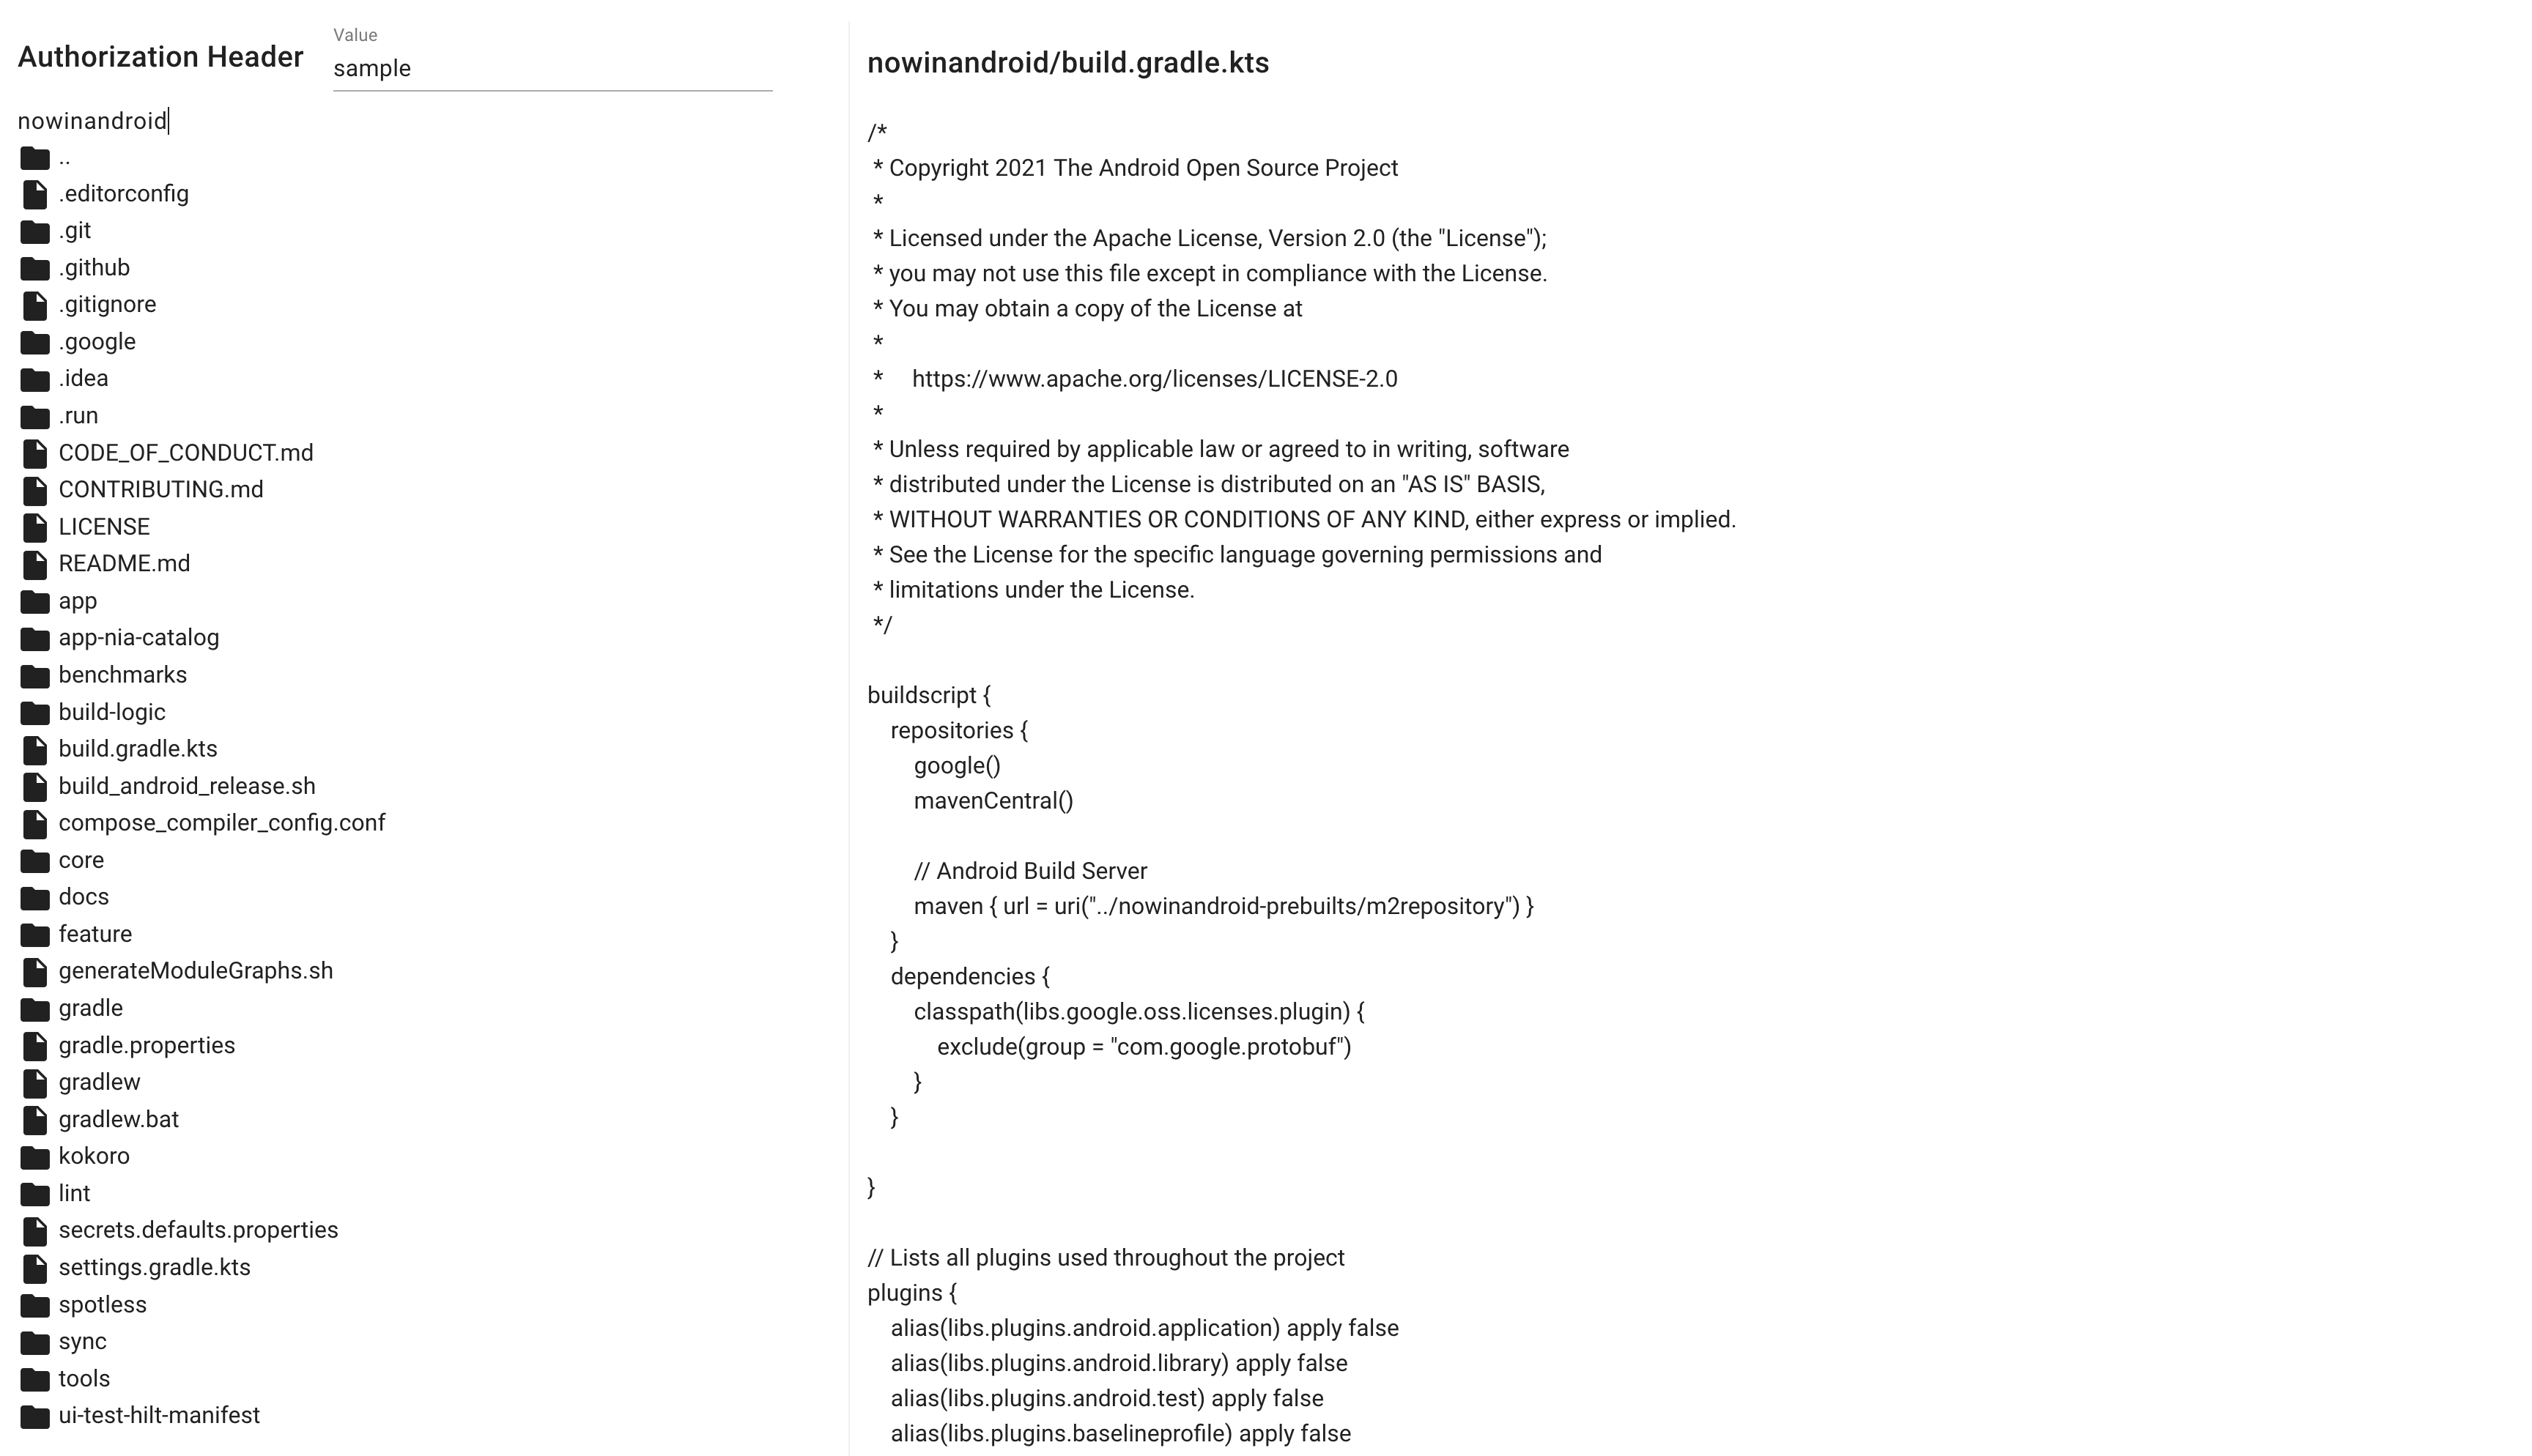 Authorization Header
Value
sample
nowinandroid
..
.editorconfig
.git
.github
.gitignore
.google
.idea
.run
CODE_OF_CONDUCT.md
CONTRIBUTING.md
LICENSE
README.md
app
app-nia-catalog
benchmarks
build-logic
build.gradle.kts
build_android_release.sh
compose_compiler_config.conf
core
docs
feature
generateModuleGraphs.sh
gradle
gradle.properties
gradlew
gradlew.bat
kokoro
lint
secrets.defaults.properties
settings.gradle.kts
spotless
sync
tools
ui-test-hilt-manifest
nowinandroid/build.gradle.kts
/*
 * Copyright 2021 The Android Open Source Project
 *
 * Licensed under the Apache License, Version 2.0 (the "License");
 * you may not use this file except in compliance with the License.
 * You may obtain a copy of the License at
 *
 *     https://www.apache.org/licenses/LICENSE-2.0
 *
 * Unless required by applicable law or agreed to in writing, software
 * distributed under the License is distributed on an "AS IS" BASIS,
 * WITHOUT WARRANTIES OR CONDITIONS OF ANY KIND, either express or implied.
 * See the License for the specific language governing permissions and
 * limitations under the License.
 */
buildscript {
    repositories {
        google()
        mavenCentral()
        // Android Build Server
        maven { url = uri("../nowinandroid-prebuilts/m2repository") }
    }
    dependencies {
        classpath(libs.google.oss.licenses.plugin) {
            exclude(group = "com.google.protobuf")
        }
    }
}
// Lists all plugins used throughout the project
plugins {
    alias(libs.plugins.android.application) apply false
    alias(libs.plugins.android.library) apply false
    alias(libs.plugins.android.test) apply false
    alias(libs.plugins.baselineprofile) apply false